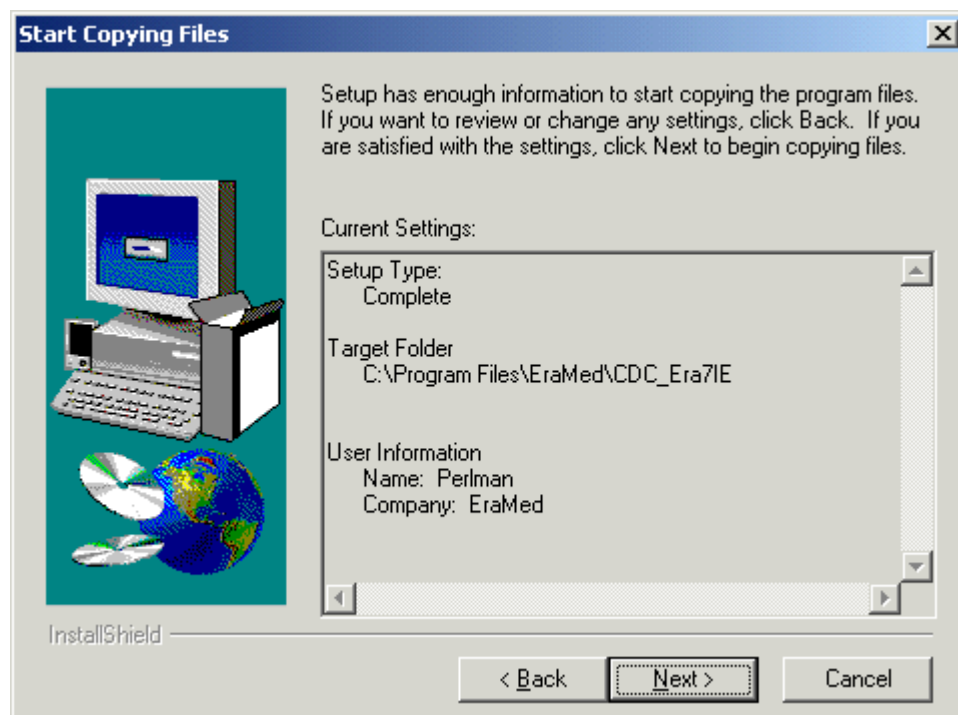 Start Copying Files
Setup has enough information to start copying the program files.
If you want to review or change any settings, click Back. If you
are satisfied with the settings, click Next to begin copying files.
Current Settings:
Setup Type:
Complete
Target Folder
C:\Program Files\EraMed\CDC_Era7IE
User Information
Name: Perlman
Company: EraMed
InstallShield
< Back
Next >
Cancel